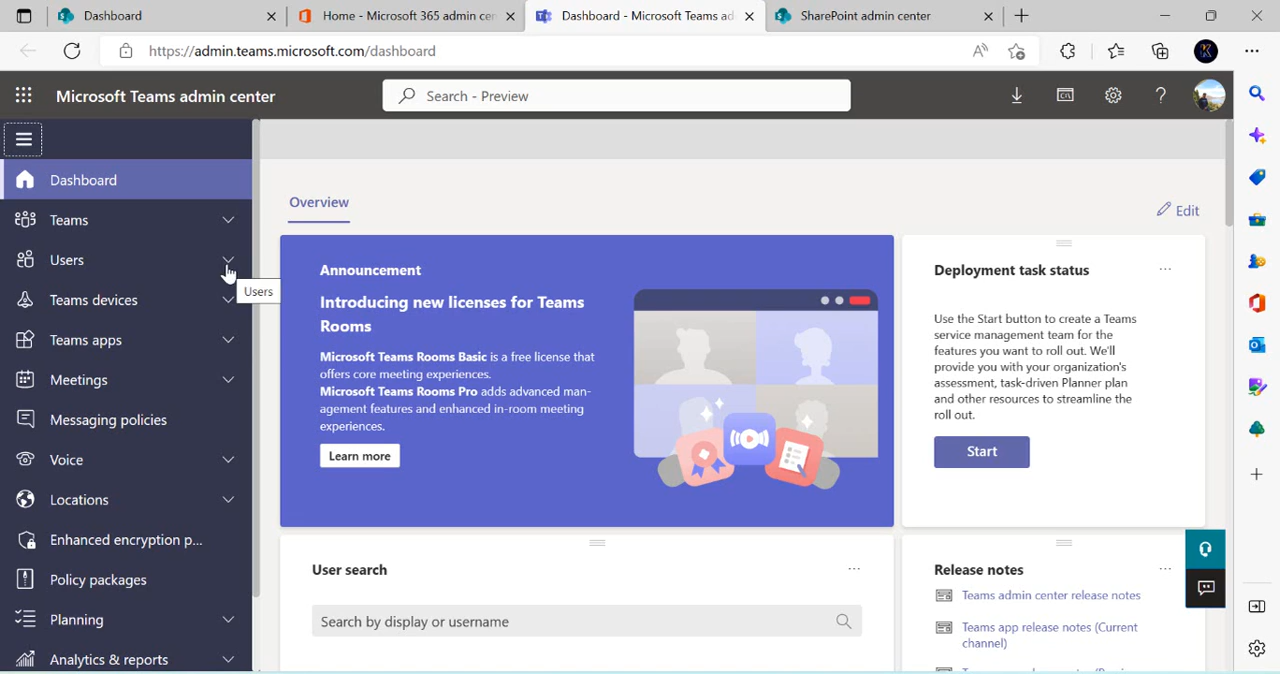 Dashboard
Home - Microsoft 365 admin cen
Dashboard - Microsoft Teams ad
SharePoint admin center
https://admin.teams.microsoft.com/dashboard
Microsoft Teams admin center
Search - Preview
Dashboard
Teams
Users
Users
Teams devices
Teams apps
Meetings
Messaging policies
Voice
Locations
Enhanced encryption p...
Policy packages
Planning
Analytics & reports
Overview
Edit
Announcement
Introducing new licenses for Teams
Rooms
Microsoft Teams Rooms Basic is a free license that
offers core meeting experiences.
Microsoft Teams Rooms Pro adds advanced man-
agement features and enhanced in-room meeting
experiences.
Learn more
Deployment task status
Use the Start button to create a Teams
service management team for the
features you want to roll out. We'll
provide you with your organization's
assessment, task-driven Planner plan
and other resources to streamline the
roll out.
Start
User search
Search by display or username
Release notes
Teams admin center release notes
Teams app release notes (Current
channel)